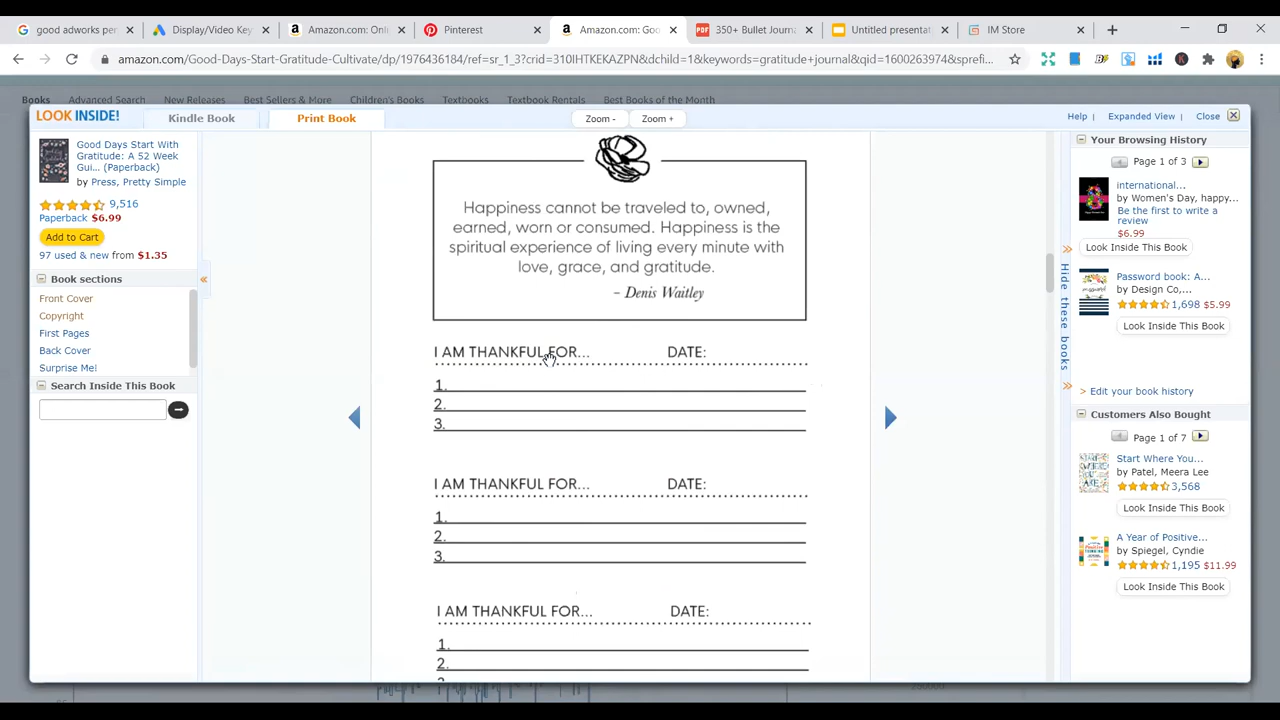 good adworks per
Display/Video Key
Amazon.com: Onl
Pinterest
Amazon.com: Goo
350+ Bullet Journa
Untitled presentat
IM Store
amazon.com/Good-Days-Start-Gratitude-Cultivate/dp/1976361184/ref=sr_1_3?crid=310IHTKEKAZPN&dchild=1&keywords=gratitude+journal&qid=1600263974&sprefi...
Books Advanced Search New Releases Best Sellers & More Children's Books Textbooks Textbook Rentals Best Books of the Month
LOOK INSIDE!
Kindle Book
Print Book
Zoom -
Zoom +
Help | Expanded View | Close
Good Days Start With
Gratitude: A 52 Week
Gui... (Paperback)
by Press, Pretty Simple
9,516
Paperback $6.99
Add to Cart
97 used & new from $1.35
Book sections
Front Cover
Copyright
First Pages
Back Cover
Surprise Me!
Search Inside This Book
Happiness cannot be traveled to, owned,
earned, worn or consumed. Happiness is the
spiritual experience of living every minute with
love, grace, and gratitude.
– Denis Waitley
I AM THANKFUL FOR... DATE:
1.
2.
3.
I AM THANKFUL FOR... DATE:
1.
2.
3.
I AM THANKFUL FOR... DATE:
1.
2.
Hide these books
Your Browsing History
Page 1 of 3
international...
by Women's Day, happy...
Be the first to write a
review
$6.99
Look Inside This Book
Password book: A...
by Design Co,...
1,698 $5.99
Look Inside This Book
> Edit your book history
Customers Also Bought
Page 1 of 7
Start Where You...
by Patel, Meera Lee
3,568
Look Inside This Book
A Year of Positive...
by Spiegel, Cyndie
1,195 $11.99
Look Inside This Book